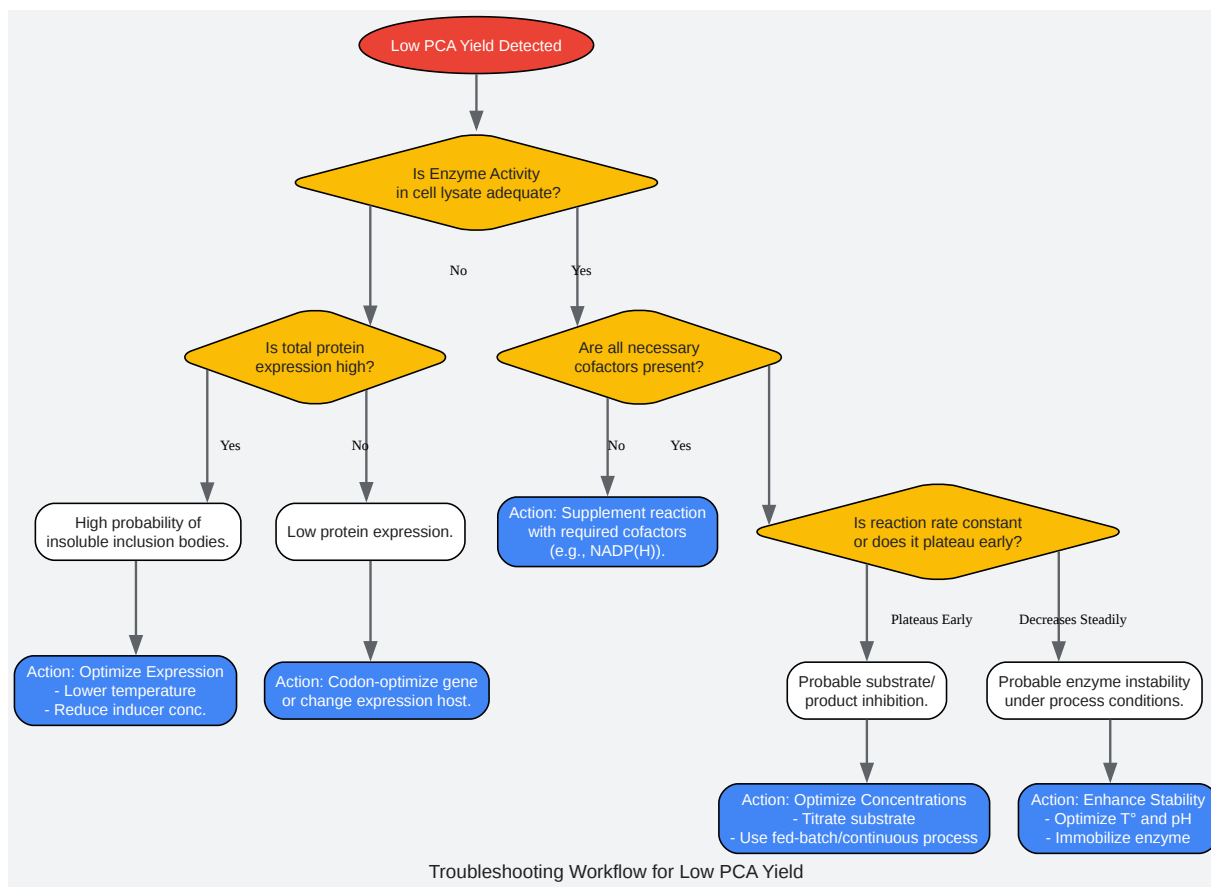 Low PCA Yield Detected
Is Enzyme Activity
in cell lysate adequate?
No
Yes
Is total protein
expression high?
Are all necessary
cofactors present?
Yes
No
No
Yes
High probability of
insoluble inclusion bodies.
Low protein expression.
Action: Supplement reaction
with required cofactors
(e.g., NADP(H)).
Is reaction rate constant
or does it plateau early?
Plateaus Early
Decreases Steadily
Action: Optimize Expression
- Lower temperature
- Reduce inducer conc.
Action: Codon-optimize gene
or change expression host.
Probable substrate/
product inhibition.
Probable enzyme instability
under process conditions.
Action: Optimize Concentrations
- Titrate substrate
- Use fed-batch/continuous process
Action: Enhance Stability
- Optimize T° and pH
- Immobilize enzyme
Troubleshooting Workflow for Low PCA Yield